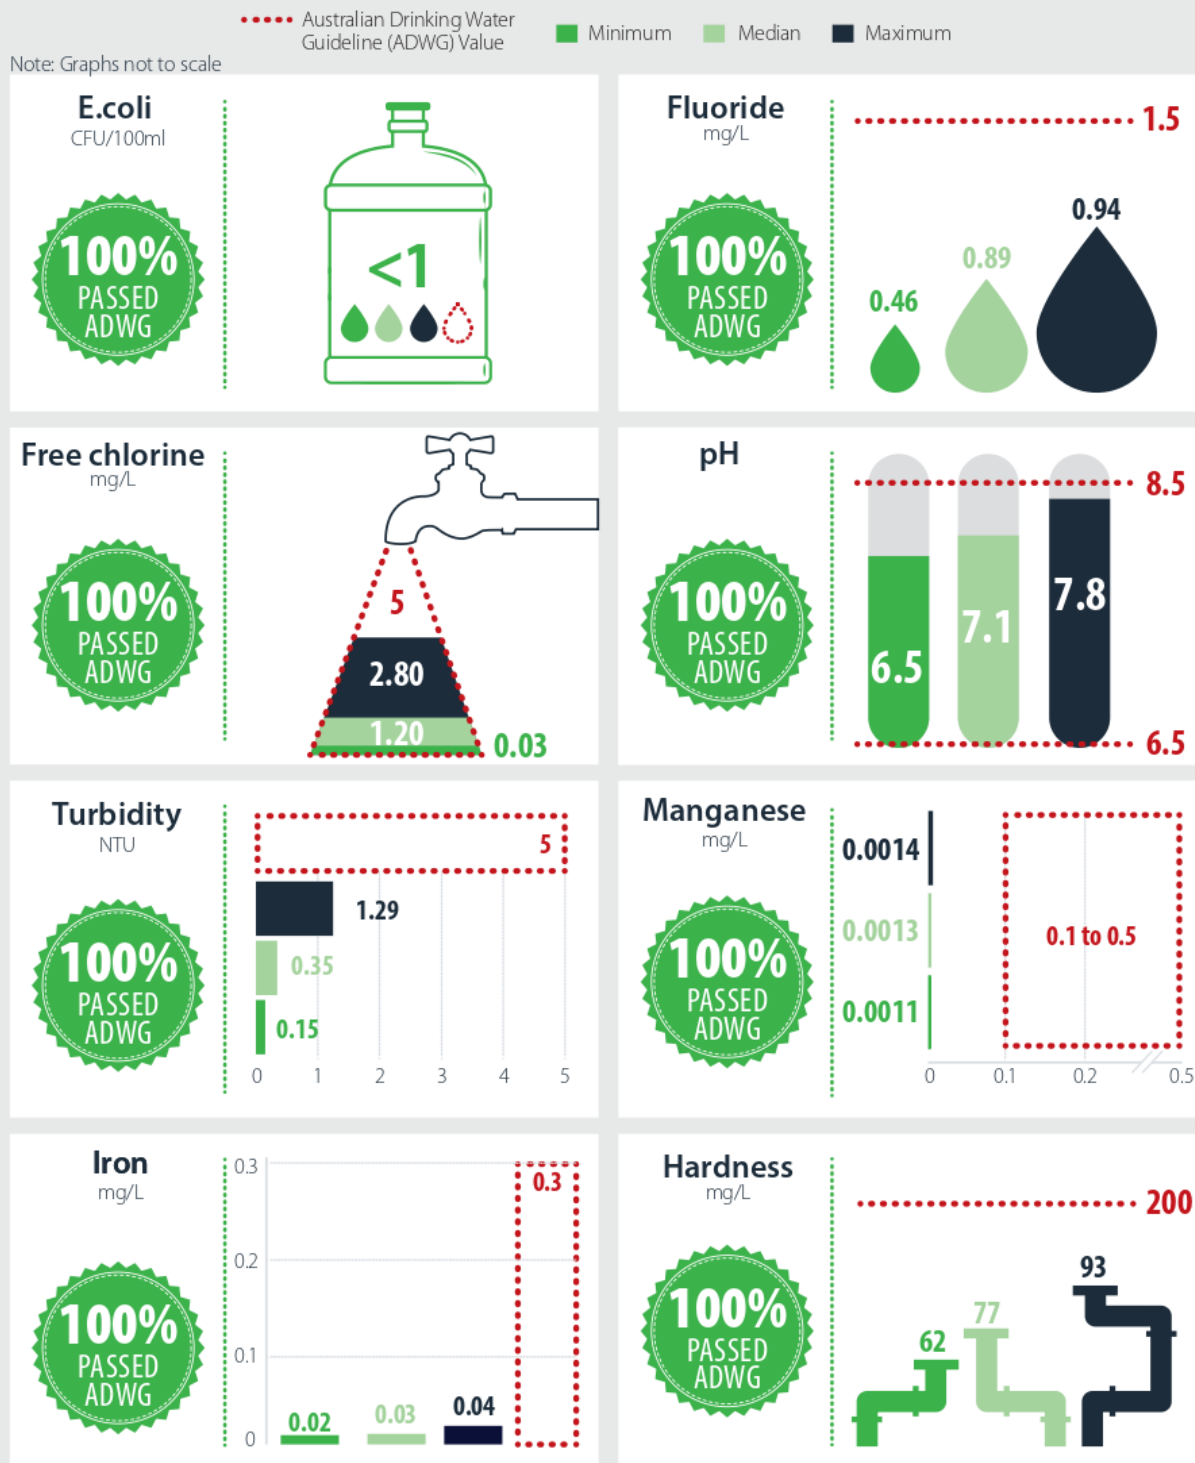 Australian Drinking Water
Guideline (ADWG) Value
Minimum
Median
Maximum
Note: Graphs not to scale
E.coli
CFU/100ml
100%
PASSED
ADWG
<1
Fluoride
mg/L
100%
PASSED
ADWG
1.5
0.46
0.89
0.94
Free chlorine
mg/L
100%
PASSED
ADWG
5
2.80
1.20
0.03
pH
100%
PASSED
ADWG
8.5
6.5
7.1
7.8
6.5
Turbidity
NTU
100%
PASSED
ADWG
5
1.29
0.35
0.15
0 1 2 3 4 5
Manganese
mg/L
100%
PASSED
ADWG
0.0014
0.0013
0.0011
0.1 to 0.5
0 0.1 0.2 0.5
Iron
mg/L
100%
PASSED
ADWG
0.3
0.2
0.1
0
0.02
0.03
0.04
0.3
Hardness
mg/L
100%
PASSED
ADWG
200
62
77
93